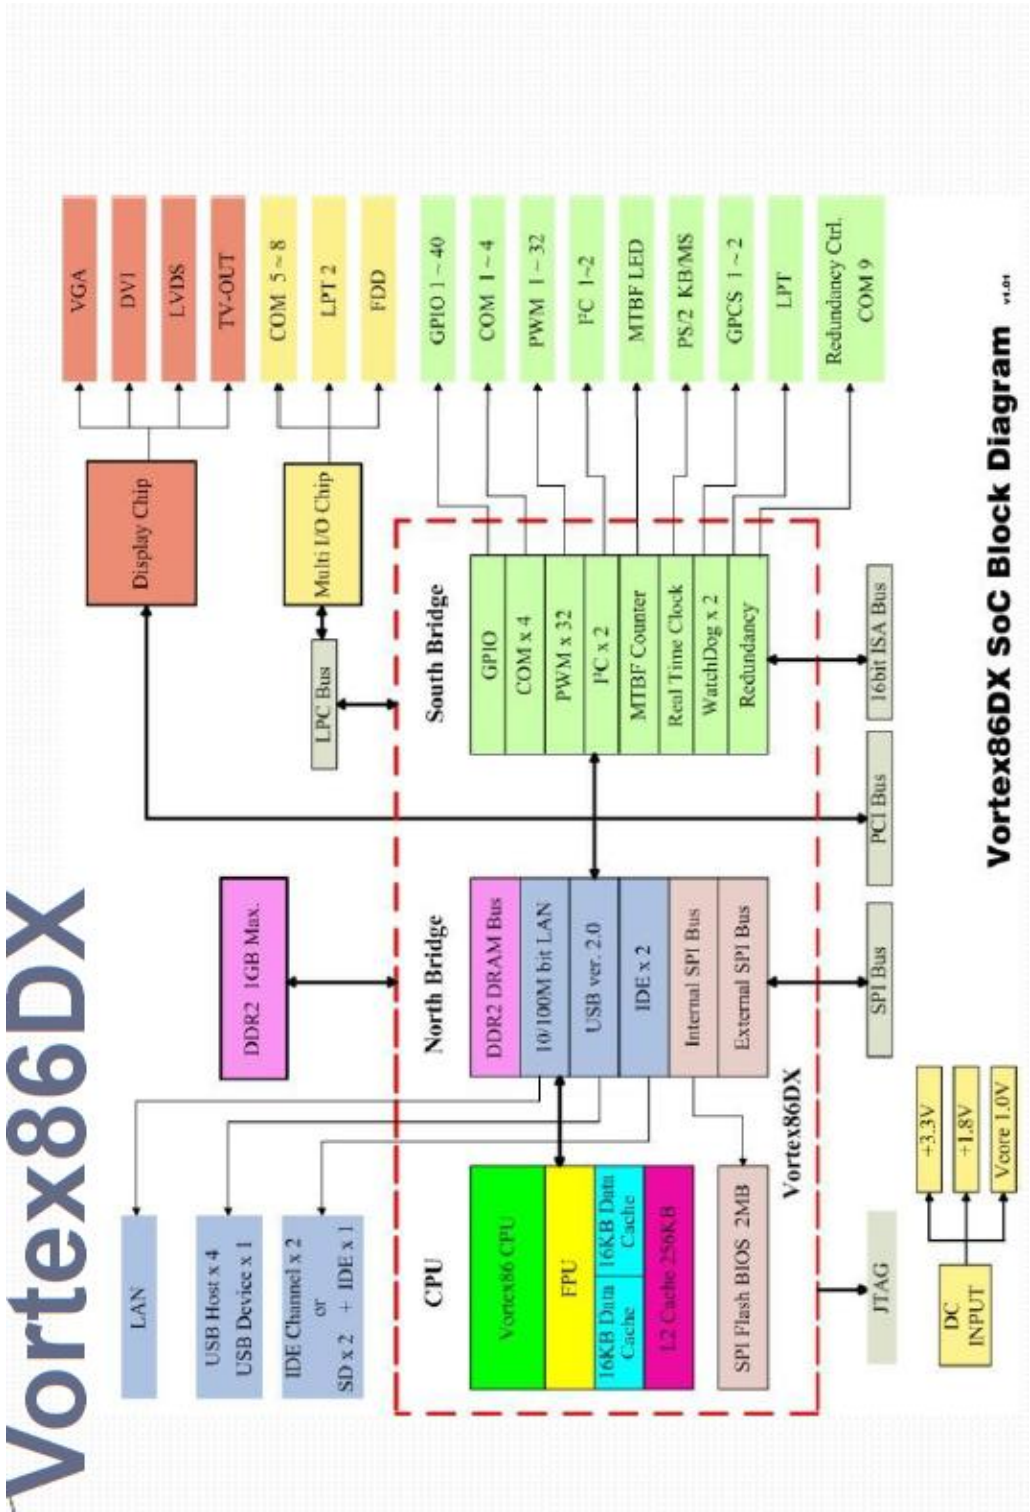 Vortex86DX
LAN
USB Host x 4
USB Device x 1
IDE Channel x 2
or
SD x 2 + IDE x 1
DDR2 1GB Max.
LPC Bus
Display Chip
Multi I/O Chip
VGA
DVI
LVDS
TV-OUT
COM 5 ~ 8
LPT 2
FDD
CPU
Vortex86 CPU
FPU
16KB Data
Cache
16KB Data
Cache
L2 Cache 256KB
SPI Flash BIOS 2MB
North Bridge
DDR2 DRAM Bus
10/100M bit LAN
USB ver. 2.0
IDE x 2
Internal SPI Bus
External SPI Bus
South Bridge
GPIO
COM x 4
PWM x 32
I²C x 2
MTBF Counter
Real Time Clock
WatchDog x 2
Redundancy
GPIO 1 ~ 40
COM 1 ~ 4
PWM 1 ~ 32
I²C 1~2
MTBF LED
PS/2 KB/MS
GPCS 1 ~ 2
LPT
Redundancy Ctrl.
COM 9
Vortex86DX
JTAG
SPI Bus
PCI Bus
16bit ISA Bus
DC
INPUT
+3.3V
+1.8V
Vcore 1.0V
Vortex86DX SoC Block Diagram v1.01